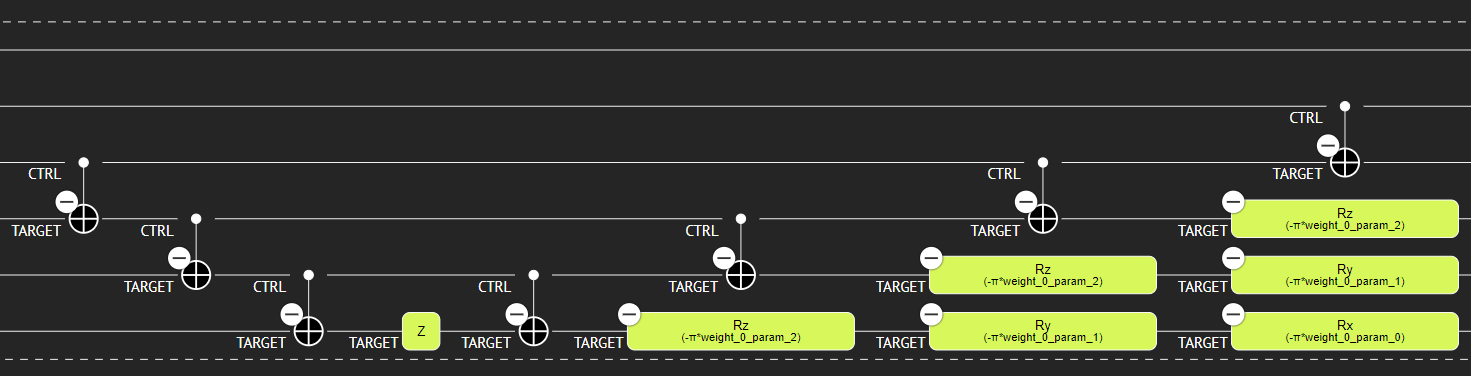 CTRL
TARGET
CTRL
TARGET
CTRL
TARGET
TARGET
Z
CTRL
TARGET
TARGET
Rz
(-π*weight_0_param_2)
CTRL
TARGET
CTRL
TARGET
TARGET
Rz
(-π*weight_0_param_2)
TARGET
Ry
(-π*weight_0_param_1)
CTRL
TARGET
TARGET
Rz
(-π*weight_0_param_2)
TARGET
Ry
(-π*weight_0_param_1)
TARGET
Rx
(-π*weight_0_param_0)